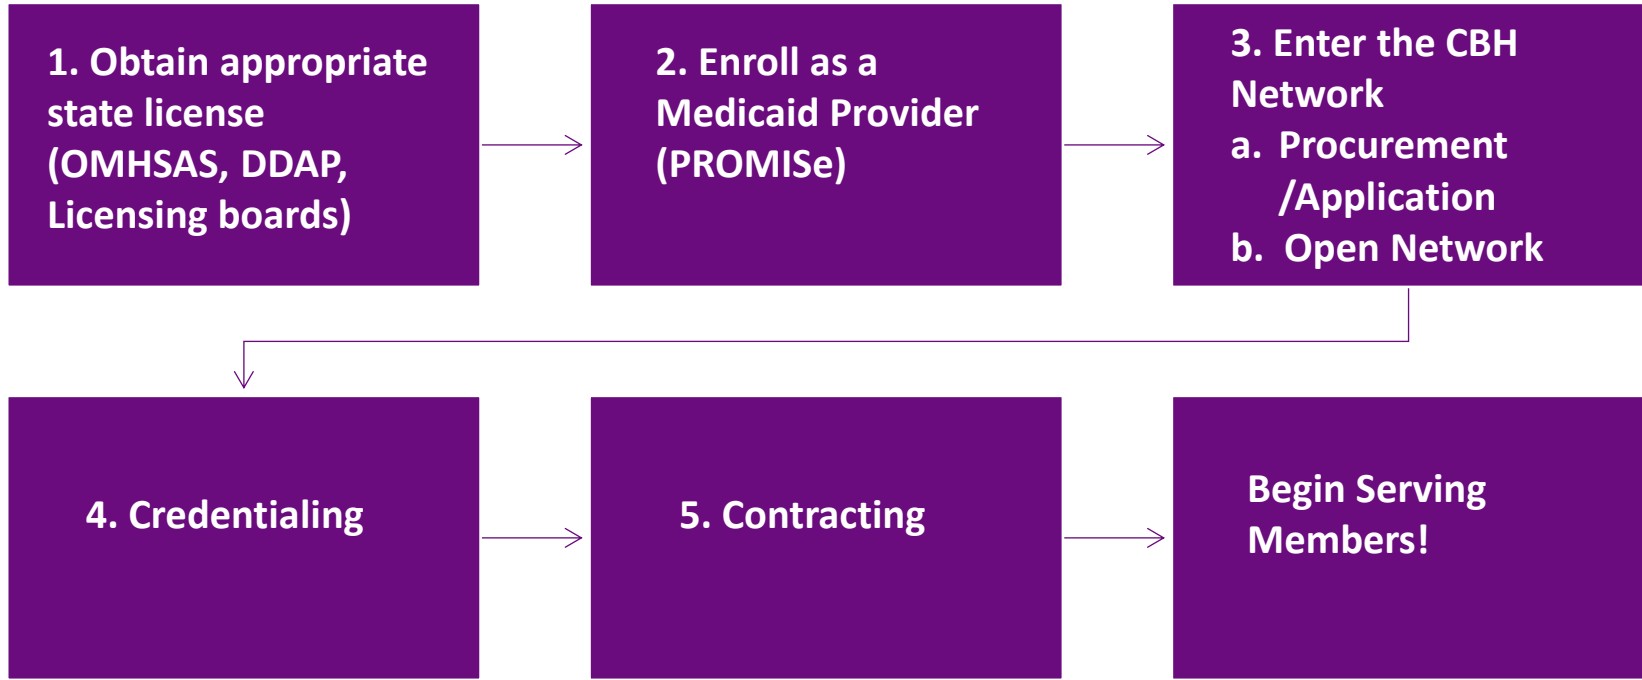 1. Obtain appropriate
state license
(OMHSAS, DDAP,
Licensing boards)
2. Enroll as a
Medicaid Provider
(PROMISe)
3. Enter the CBH
Network
a. Procurement
/Application
b. Open Network
4. Credentialing
5. Contracting
Begin Serving
Members!